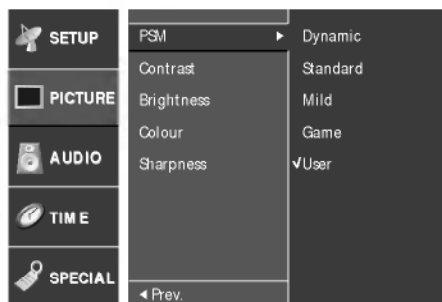 SETUP
PICTURE
AUDIO
TIME
SPECIAL
PSM
Contrast
Brightness
Colour
Sharpness
Prev.
Dynamic
Standard
Mild
Game
User